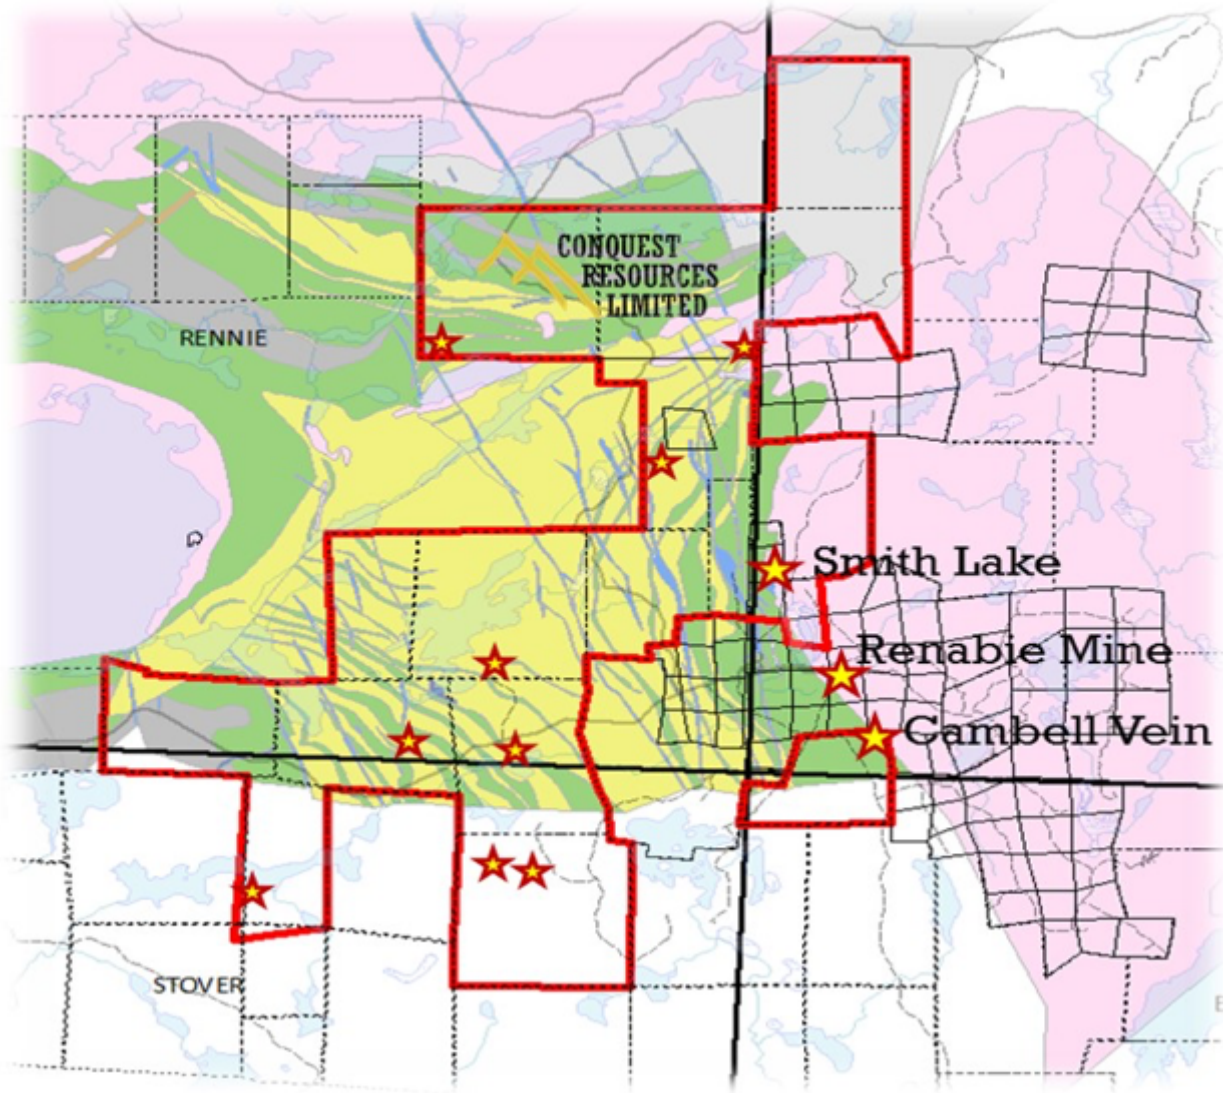 CONQUEST
RESOURCES
LIMITED
RENNIE
Smith Lake
Renabie Mine
Cambell Vein
STOVER